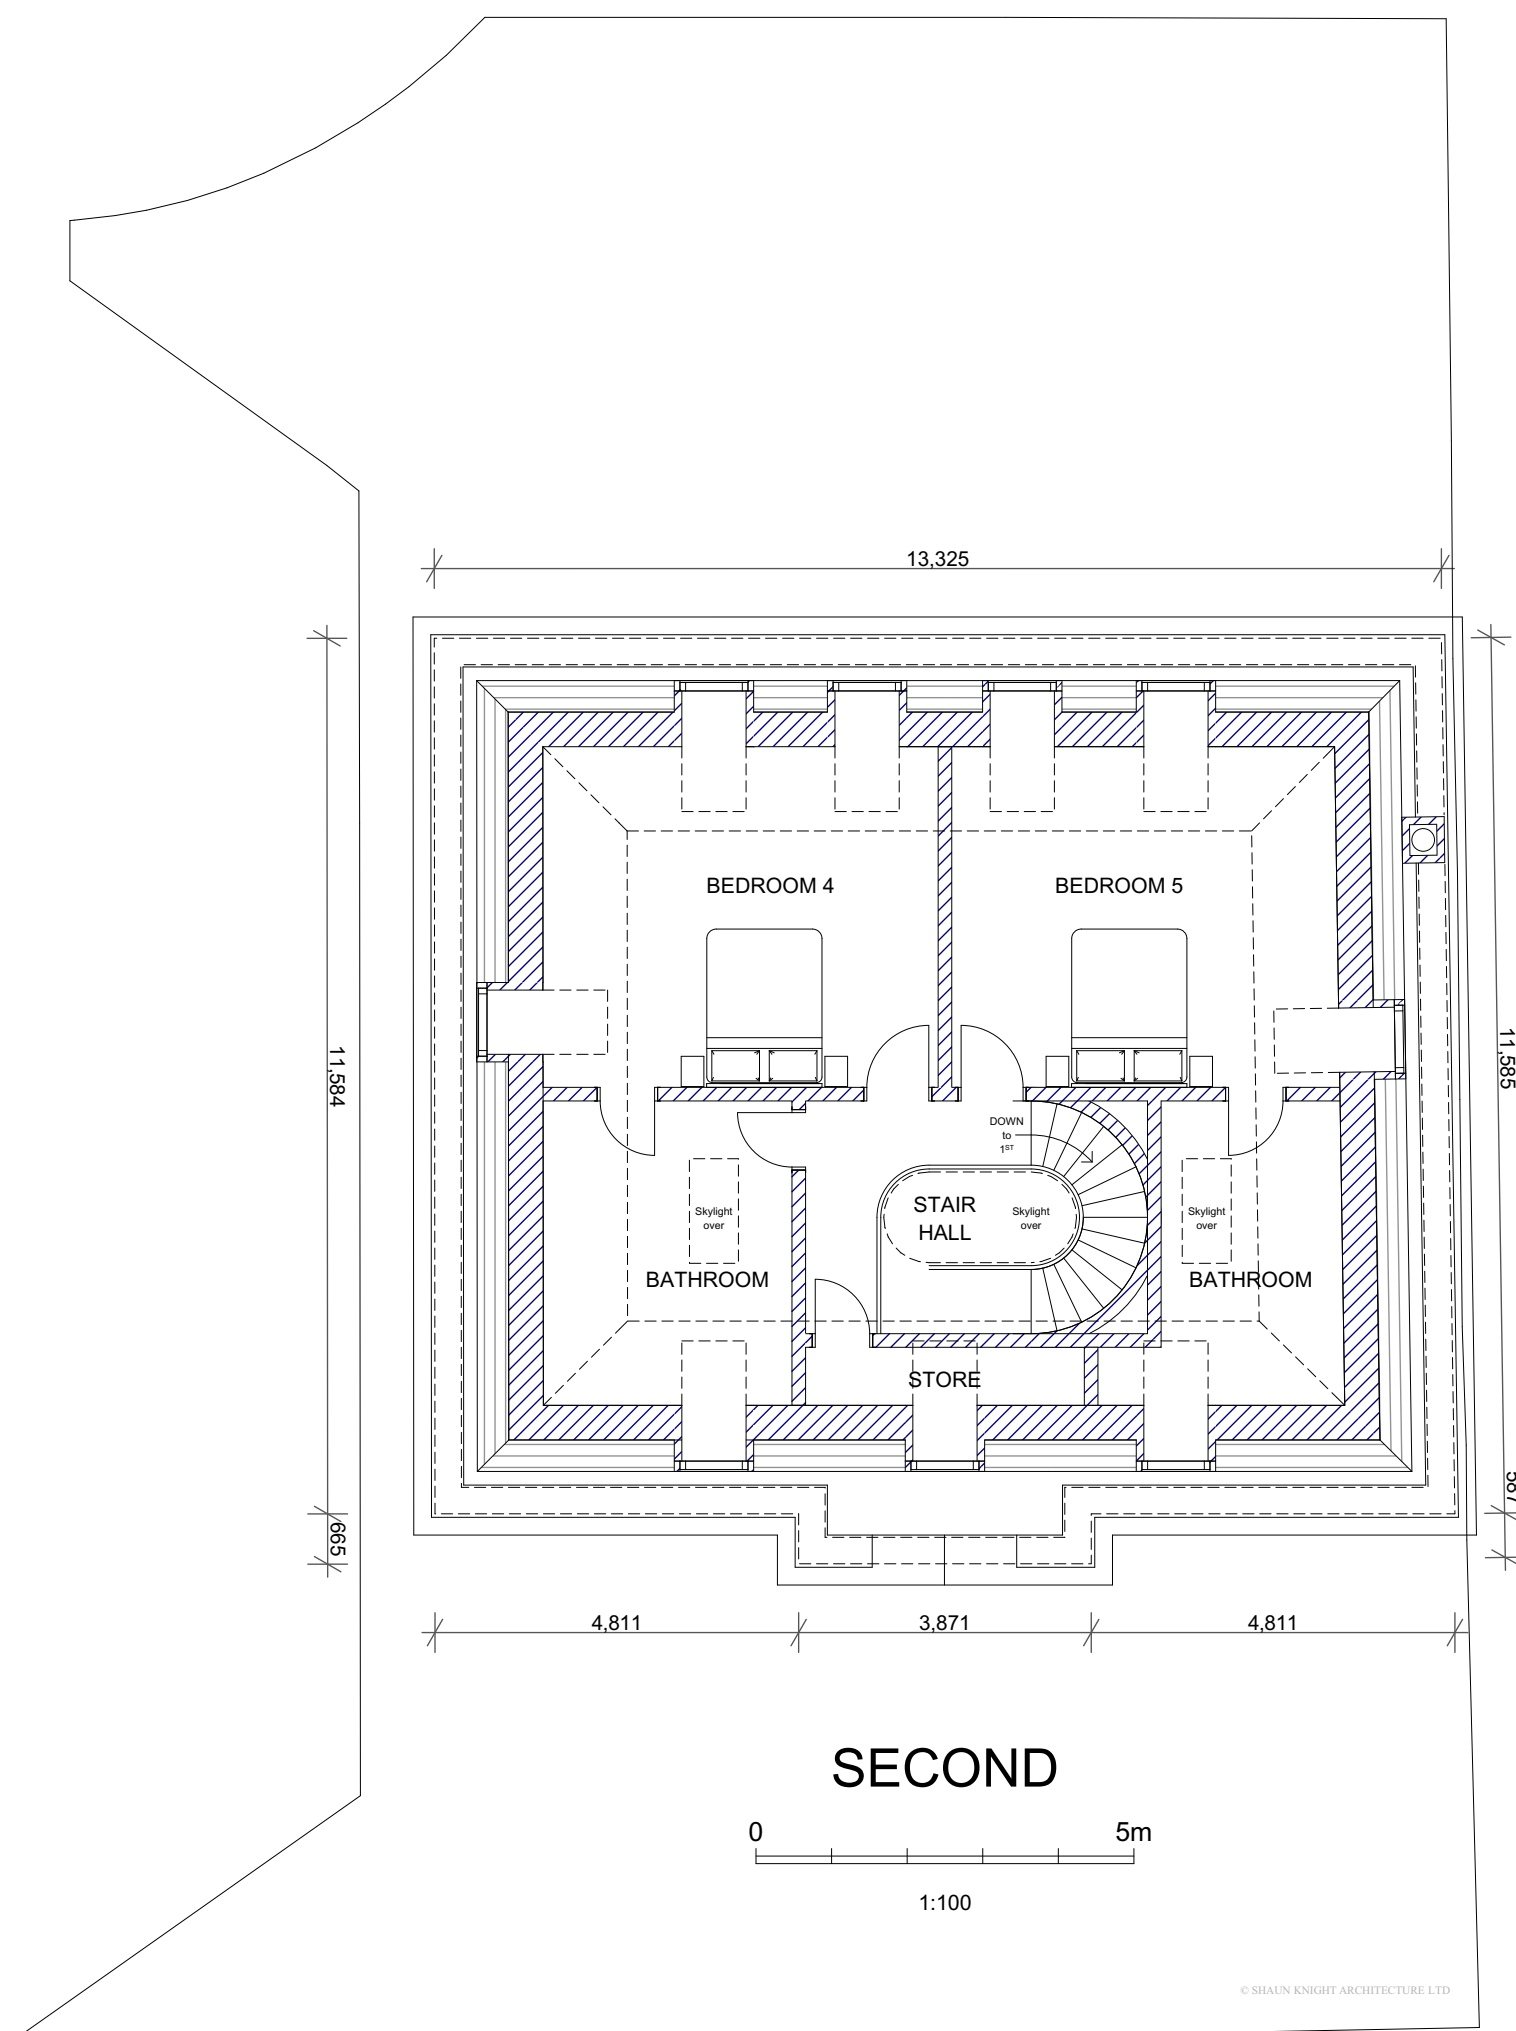 13,325
BEDROOM 4
BEDROOM 5
11,584
11,585
DOWN
to
1ST
STAIR
HALL
Skylight
over
Skylight
over
Skylight
over
BATHROOM
BATHROOM
STORE
665
587
4,811
3,871
4,811
SECOND
0
5m
1:100
© SHAUN KNIGHT ARCHITECTURE LTD